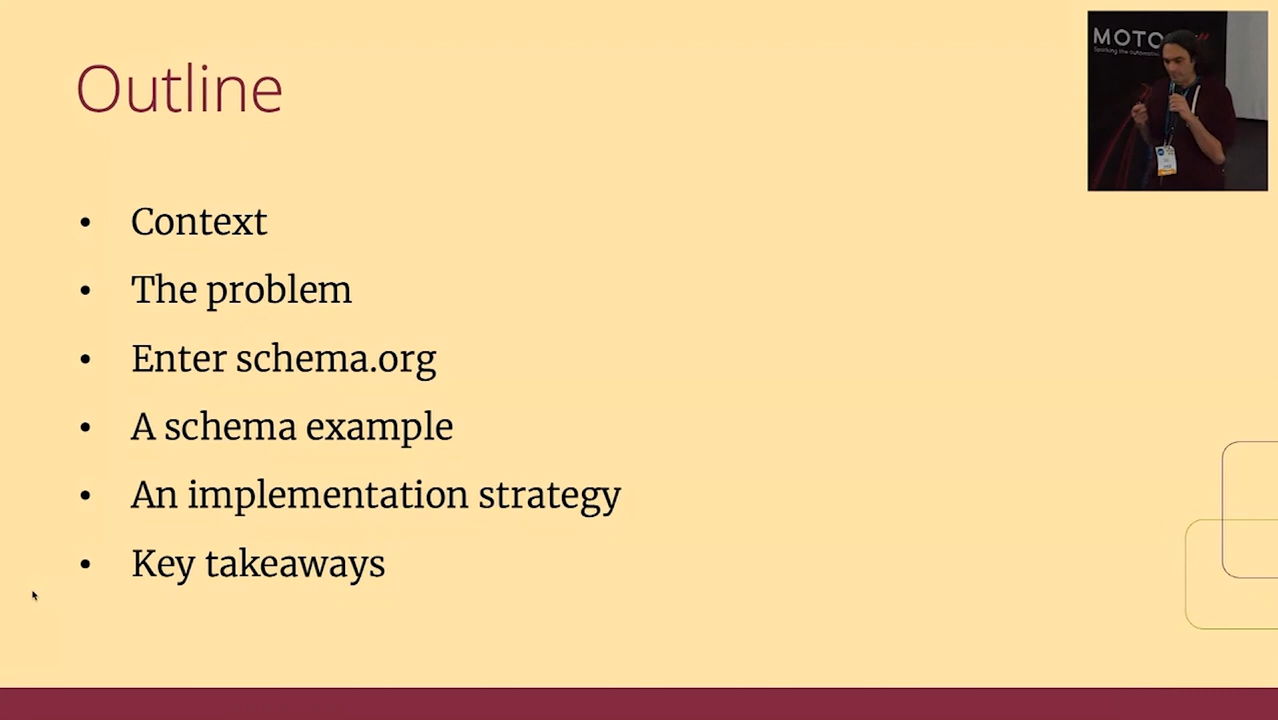 Outline
• Context
• The problem
• Enter schema.org
• A schema example
• An implementation strategy
• Key takeaways
MOTO